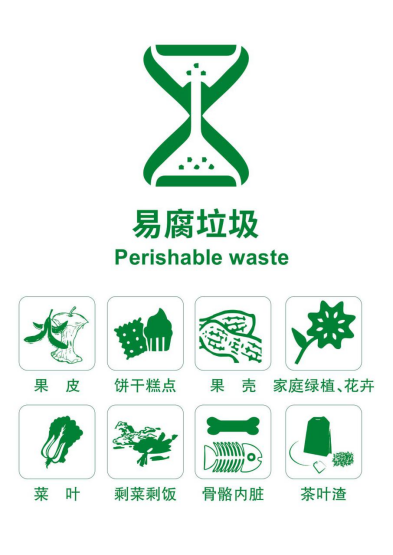 易腐垃圾
Perishable waste
果 皮
饼干糕点
果 壳
家庭绿植、花卉
菜 叶
剩菜剩饭
骨骼内脏
茶叶渣